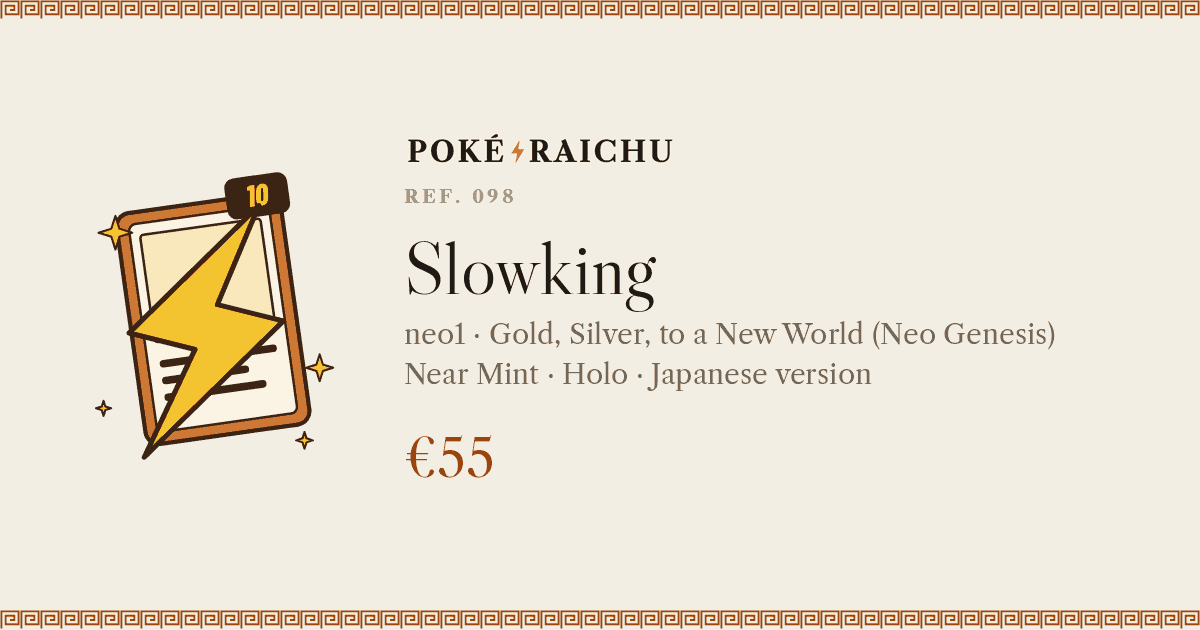 10
POKÉ RAICHU
REF. 098
Slowking
neo1 · Gold, Silver, to a New World (Neo Genesis)
Near Mint · Holo · Japanese version
€55